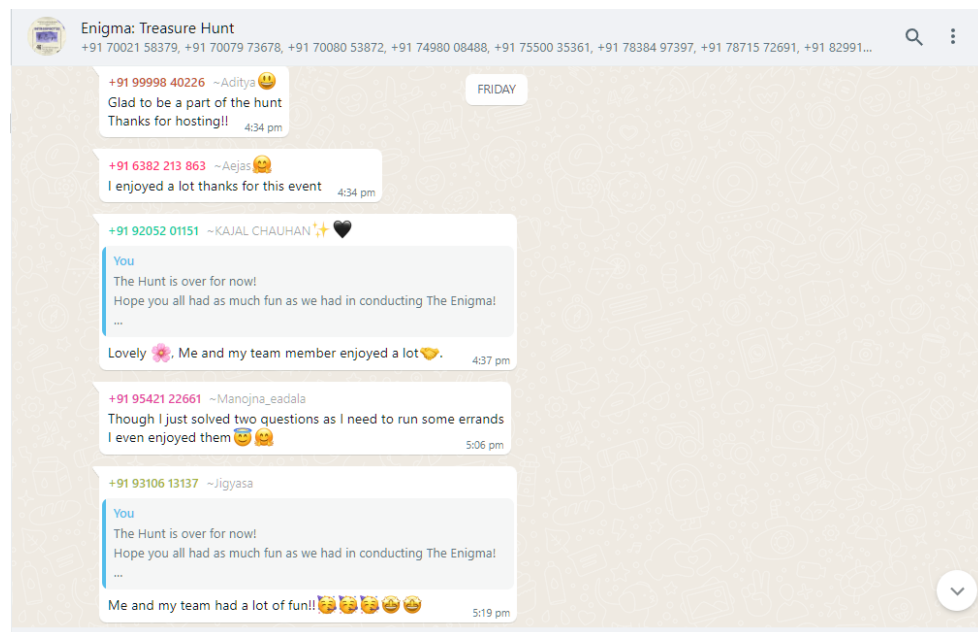 Enigma: Treasure Hunt
+91 70021 58379, +91 70079 73678, +91 70080 53872, +91 74980 08488, +91 75500 35361, +91 78384 97397, +91 78715 72691, +91 82991...
FRIDAY
+91 99998 40226 ~Aditya😃
Glad to be a part of the hunt
Thanks for hosting!! 4:34 pm
+91 6382 213 863 ~Aejas🤗
I enjoyed a lot thanks for this event 4:34 pm
+91 92052 01151 ~KAJAL CHAUHAN✨🖤
You
The Hunt is over for now!
Hope you all had as much fun as we had in conducting The Enigma!
...
Lovely 🌸, Me and my team member enjoyed a lot🤝. 4:37 pm
+91 95421 22661 ~Manojna_eadala
Though I just solved two questions as I need to run some errands
I even enjoyed them😇🤗 5:06 pm
+91 93106 13137 ~Jigyasa
You
The Hunt is over for now!
Hope you all had as much fun as we had in conducting The Enigma!
...
Me and my team had a lot of fun!!🥳🥳🥳🤩🤩 5:19 pm